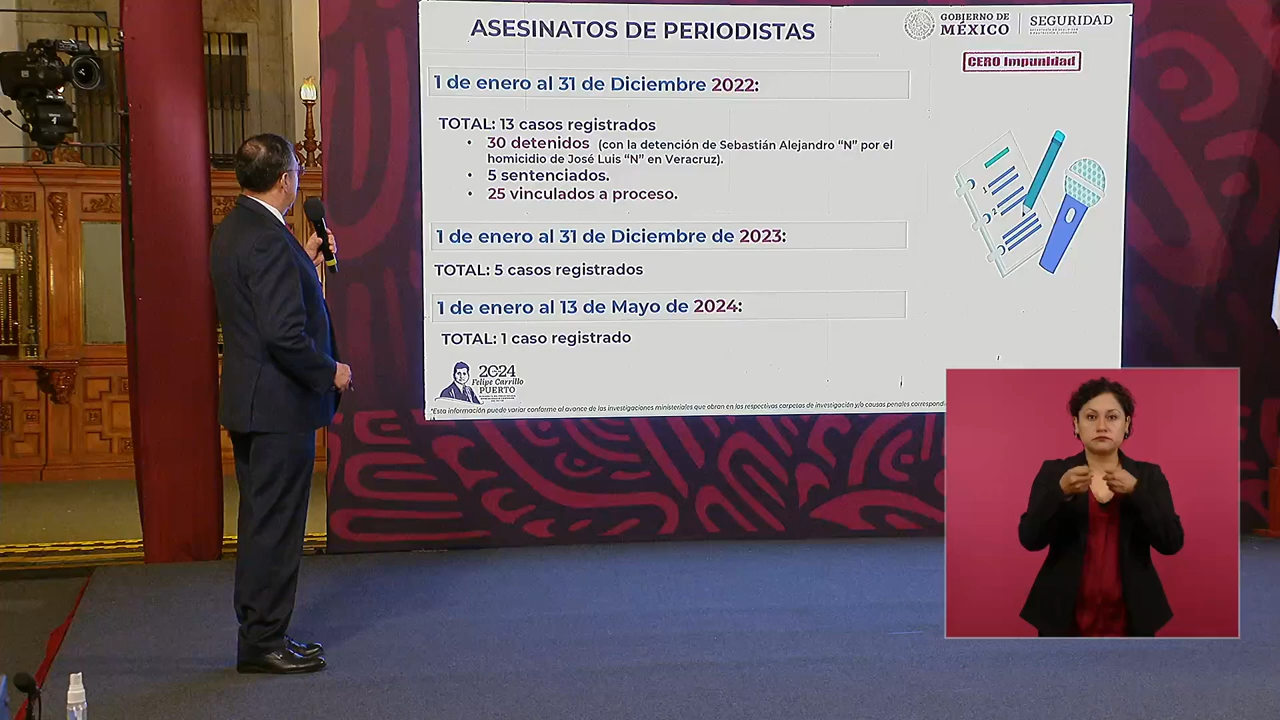 ASESINATOS DE PERIODISTAS
GOBIERNO DE
MÉXICO
SEGURIDAD
CERO Impunidad
1 de enero al 31 de Diciembre 2022:
TOTAL: 13 casos registrados
• 30 detenidos (con la detención de Sebastián Alejandro “N” por el
homicidio de José Luis “N” en Veracruz).
• 5 sentenciados.
• 25 vinculados a proceso.
1 de enero al 31 de Diciembre de 2023:
TOTAL: 5 casos registrados
1 de enero al 13 de Mayo de 2024:
TOTAL: 1 caso registrado
2024
Felipe Carrillo
PUERTO
*Esta información puede variar conforme al avance de las investigaciones ministeriales que obran en las respectivas carpetas de investigación y/o causas penales